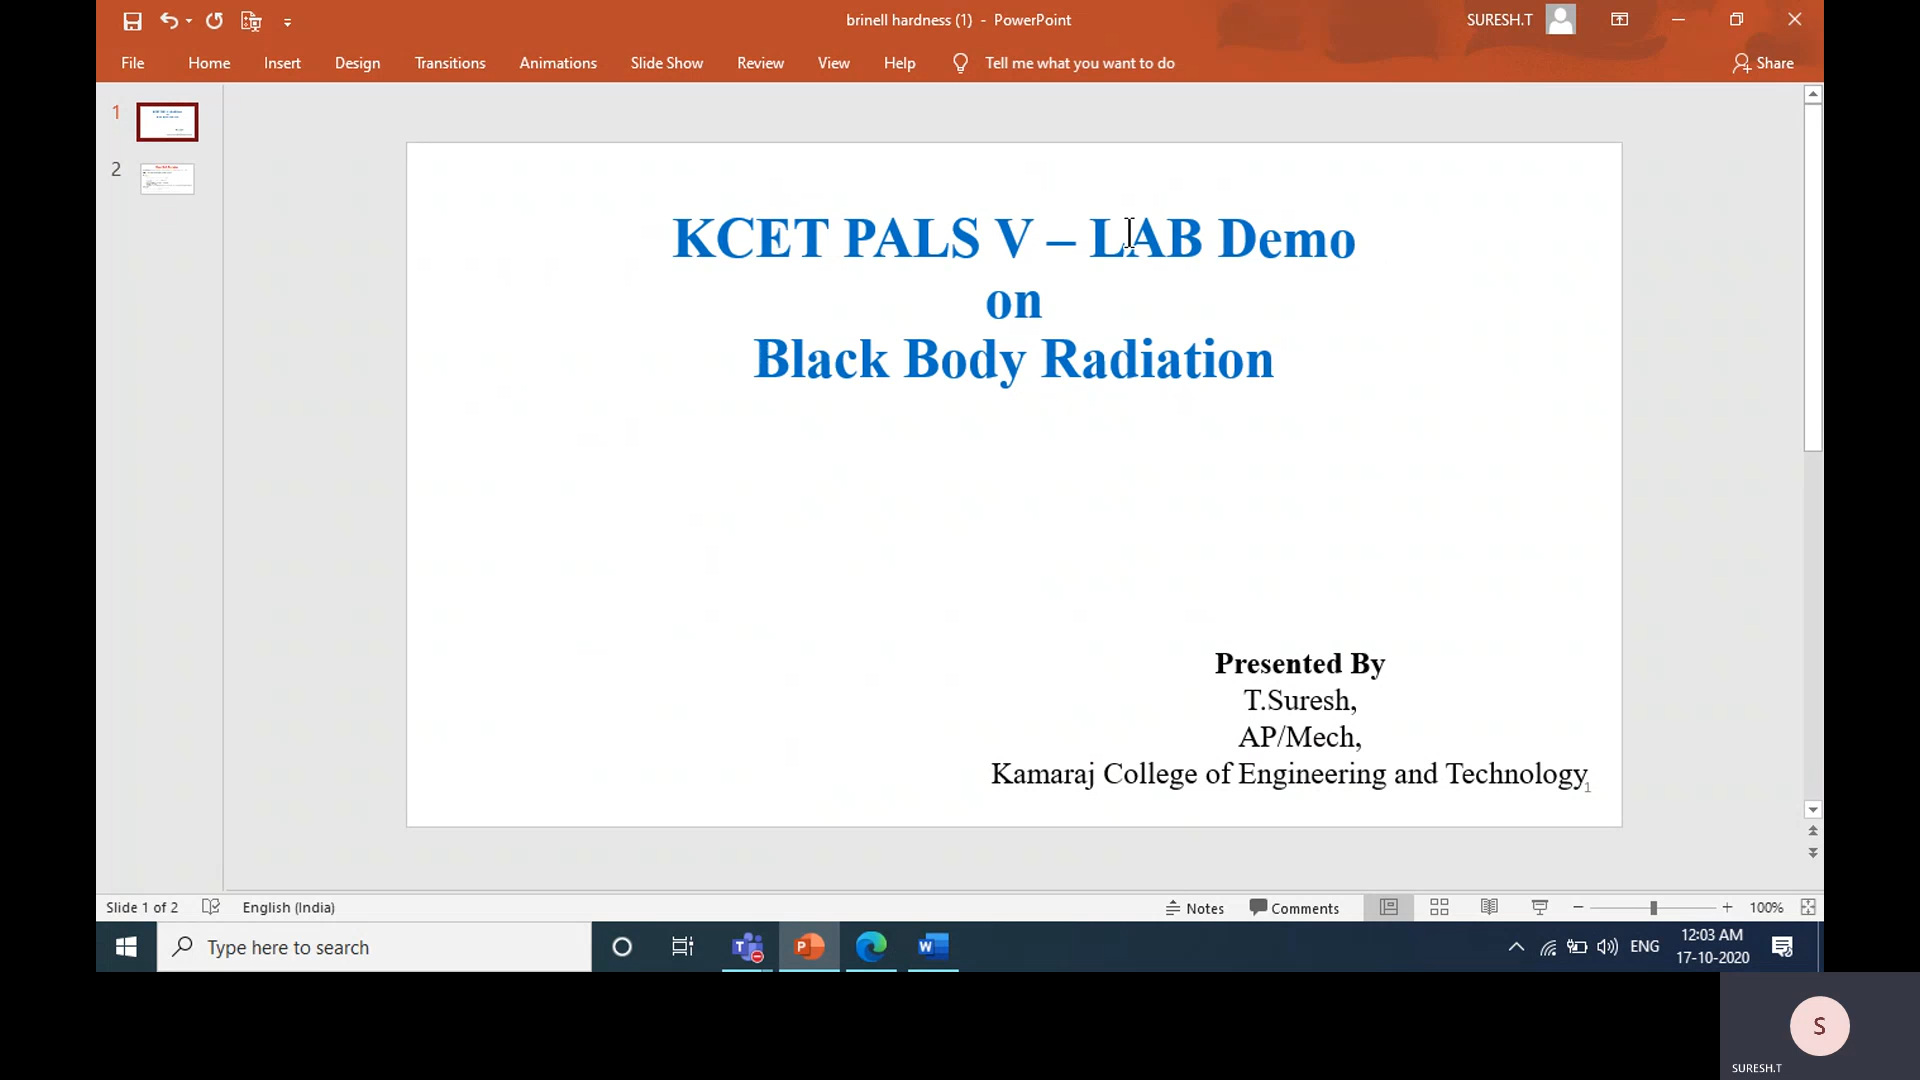 brinell hardness (1) - PowerPoint
SURESH.T
File Home Insert Design Transitions Animations Slide Show Review View Help Tell me what you want to do Share
1
2
KCET PALS V – LAB Demo
on
Black Body Radiation
Presented By
T.Suresh,
AP/Mech,
Kamaraj College of Engineering and Technology
1
Slide 1 of 2 English (India) Notes Comments 100%
Type here to search
ENG
12:03 AM
17-10-2020
S
SURESH.T